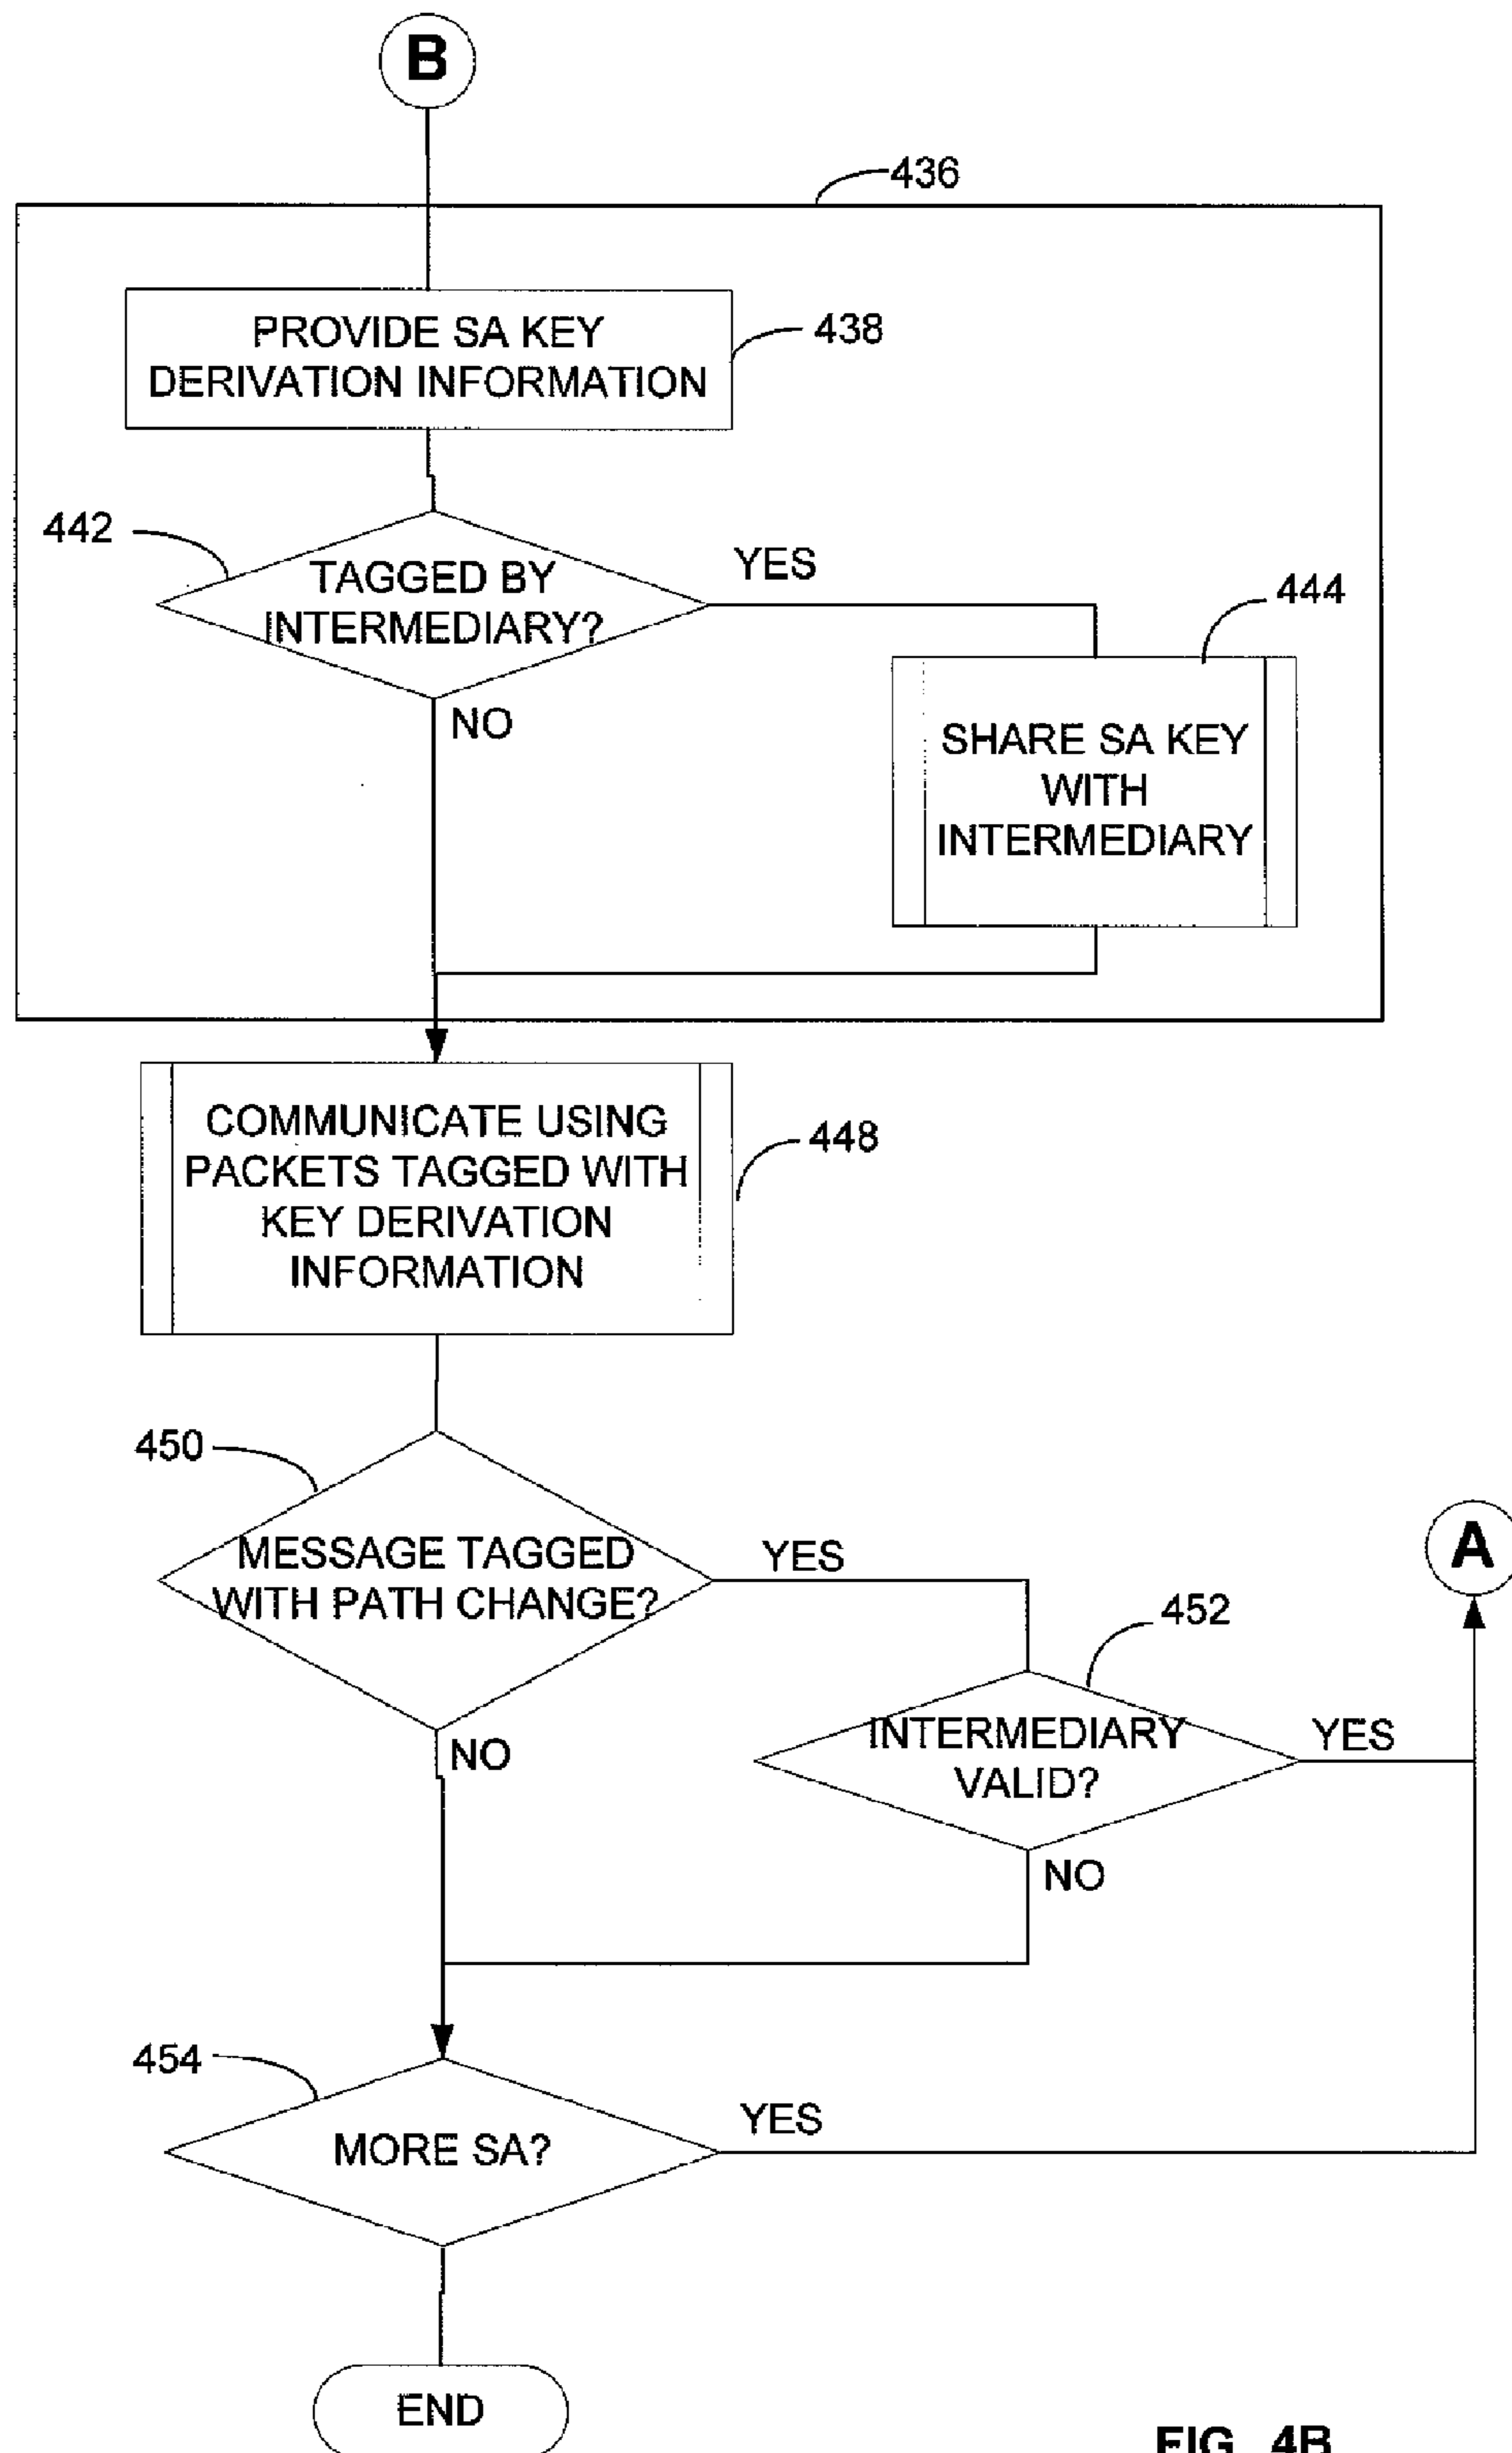 B
436
PROVIDE SA KEY
DERIVATION INFORMATION
438
442
TAGGED BY
INTERMEDIARY?
YES
NO
444
SHARE SA KEY
WITH
INTERMEDIARY
COMMUNICATE USING
PACKETS TAGGED WITH
KEY DERIVATION
INFORMATION
448
450
MESSAGE TAGGED
WITH PATH CHANGE?
YES
NO
A
452
INTERMEDIARY
VALID?
YES
NO
454
MORE SA?
YES
END
FIG. 4B